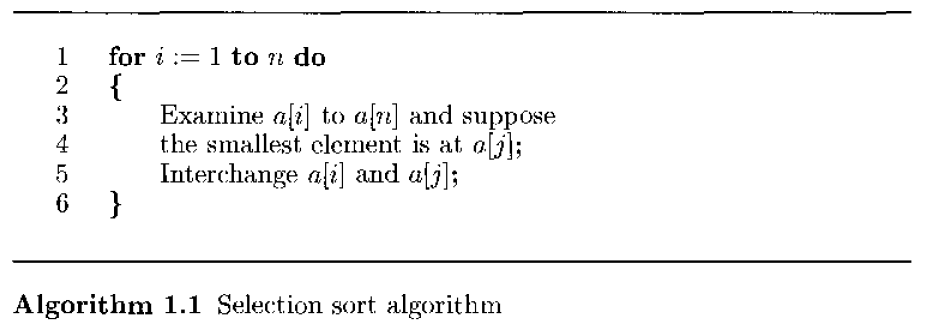 1 for i := 1 to n do
2 {
3 Examine a[i] to a[n] and suppose
4 the smallest element is at a[j];
5 Interchange a[i] and a[j];
6 }
Algorithm 1.1 Selection sort algorithm